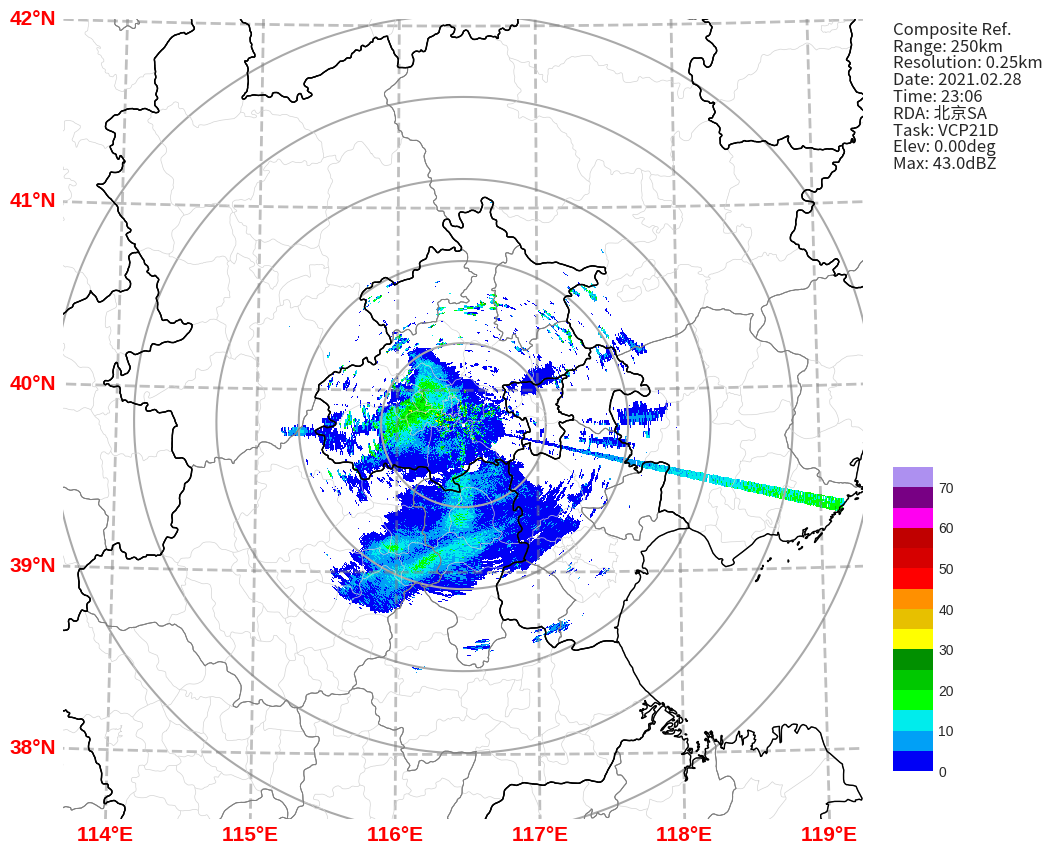 42°N
41°N
40°N
39°N
38°N
114°E
115°E
116°E
117°E
118°E
119°E
Composite Ref.
Range: 250km
Resolution: 0.25km
Date: 2021.02.28
Time: 23:06
RDA: 北京SA
Task: VCP21D
Elev: 0.00deg
Max: 43.0dBZ
70
60
50
40
30
20
10
0